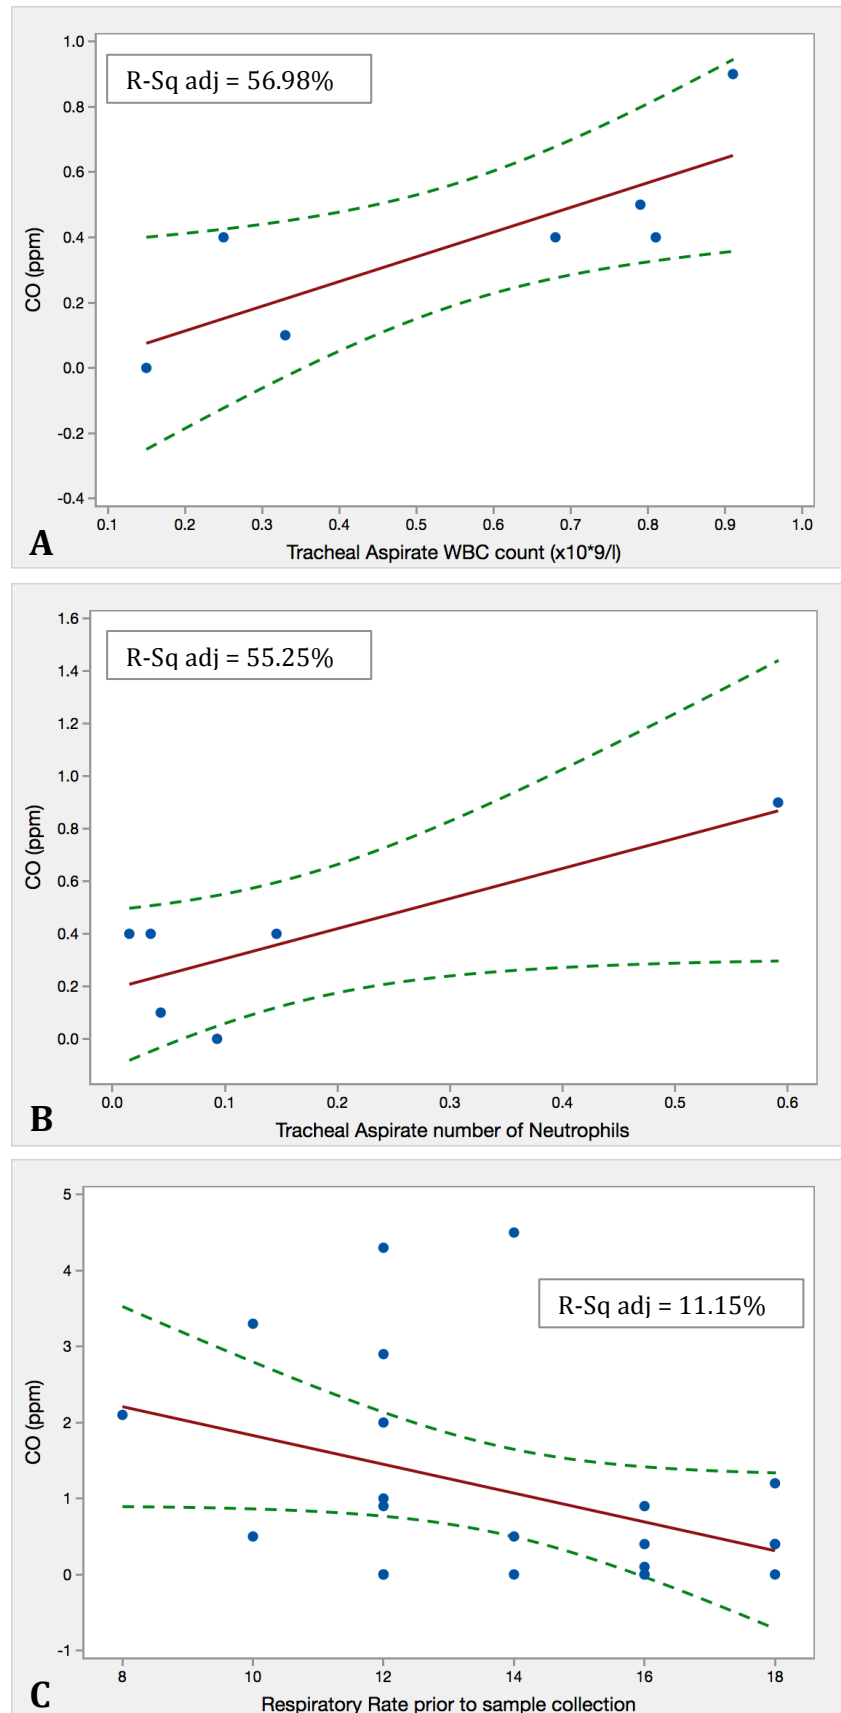 R-Sq adj = 56.98%
1.0
0.8
0.6
0.4
0.2
0.0
-0.2
-0.4
CO (ppm)
0.1 0.2 0.3 0.4 0.5 0.6 0.7 0.8 0.9 1.0
Tracheal Aspirate WBC count (x10*9/l)
A
R-Sq adj = 55.25%
1.6
1.4
1.2
1.0
0.8
0.6
0.4
0.2
0.0
CO (ppm)
0.0 0.1 0.2 0.3 0.4 0.5 0.6
Tracheal Aspirate number of Neutrophils
B
R-Sq adj = 11.15%
5
4
3
2
1
0
-1
CO (ppm)
8 10 12 14 16 18
Respiratory Rate prior to sample collection
C